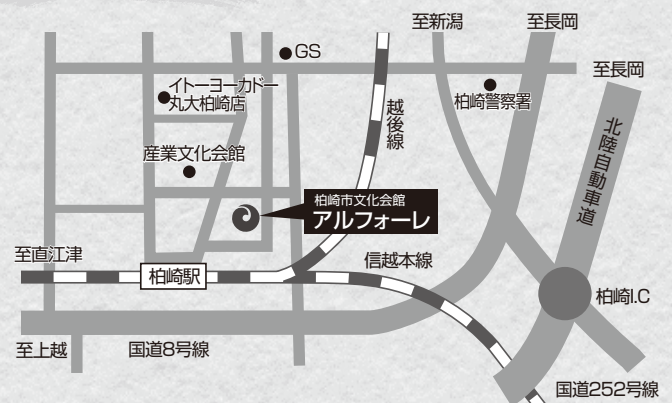 至新潟
至長岡
GS
至長岡
イトーヨーカドー
丸大柏崎店
柏崎警察署
越後線
北陸自動車道
産業文化会館
柏崎市文化会館
アルフォーレ
至直江津
柏崎駅
信越本線
柏崎I.C
至上越
国道8号線
国道252号線